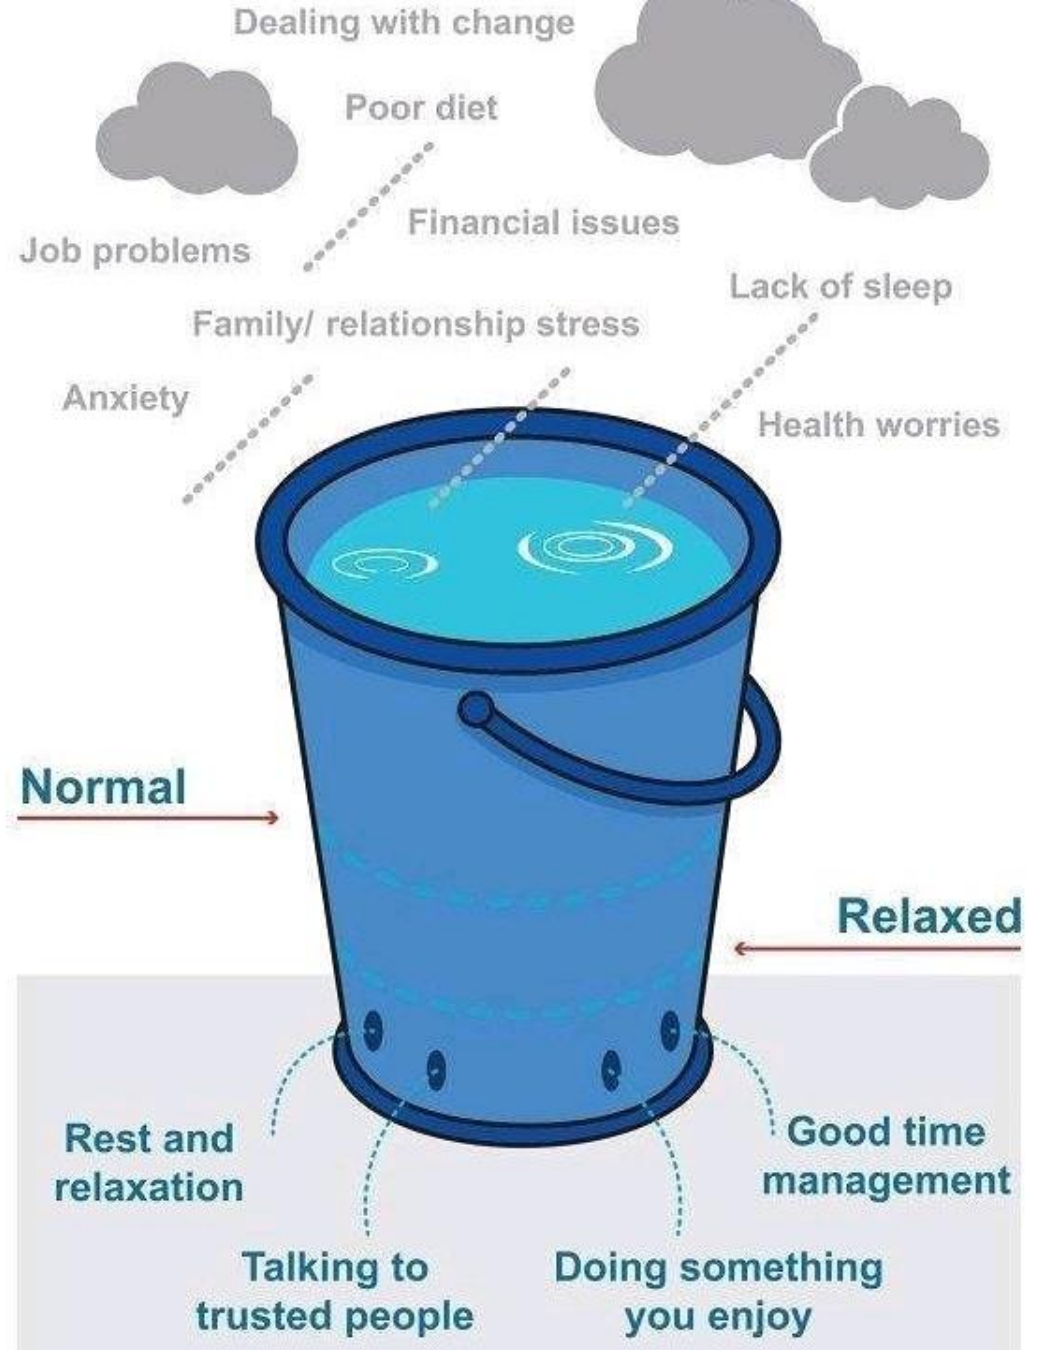 Dealing with change
Poor diet
Financial issues
Job problems
Lack of sleep
Family/ relationship stress
Anxiety
Health worries
Normal
Relaxed
Rest and
relaxation
Good time
management
Talking to
trusted people
Doing something
you enjoy